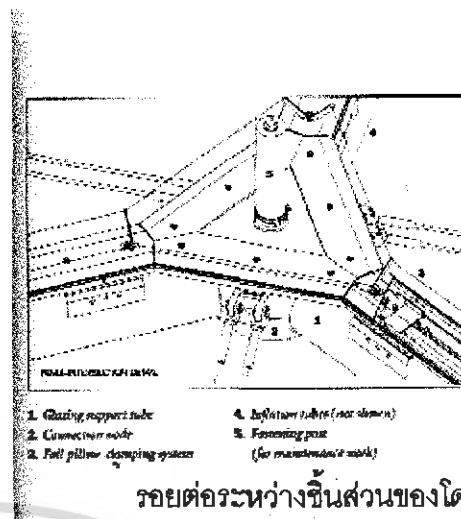 1. Glazing support tube
2. Connection node
3. Foil pillow clamping system
4. Inflation tubes (not shown)
5. Fastening post
(for maintenance work)
รอยต่อระหว่างชิ้นส่วนของโด